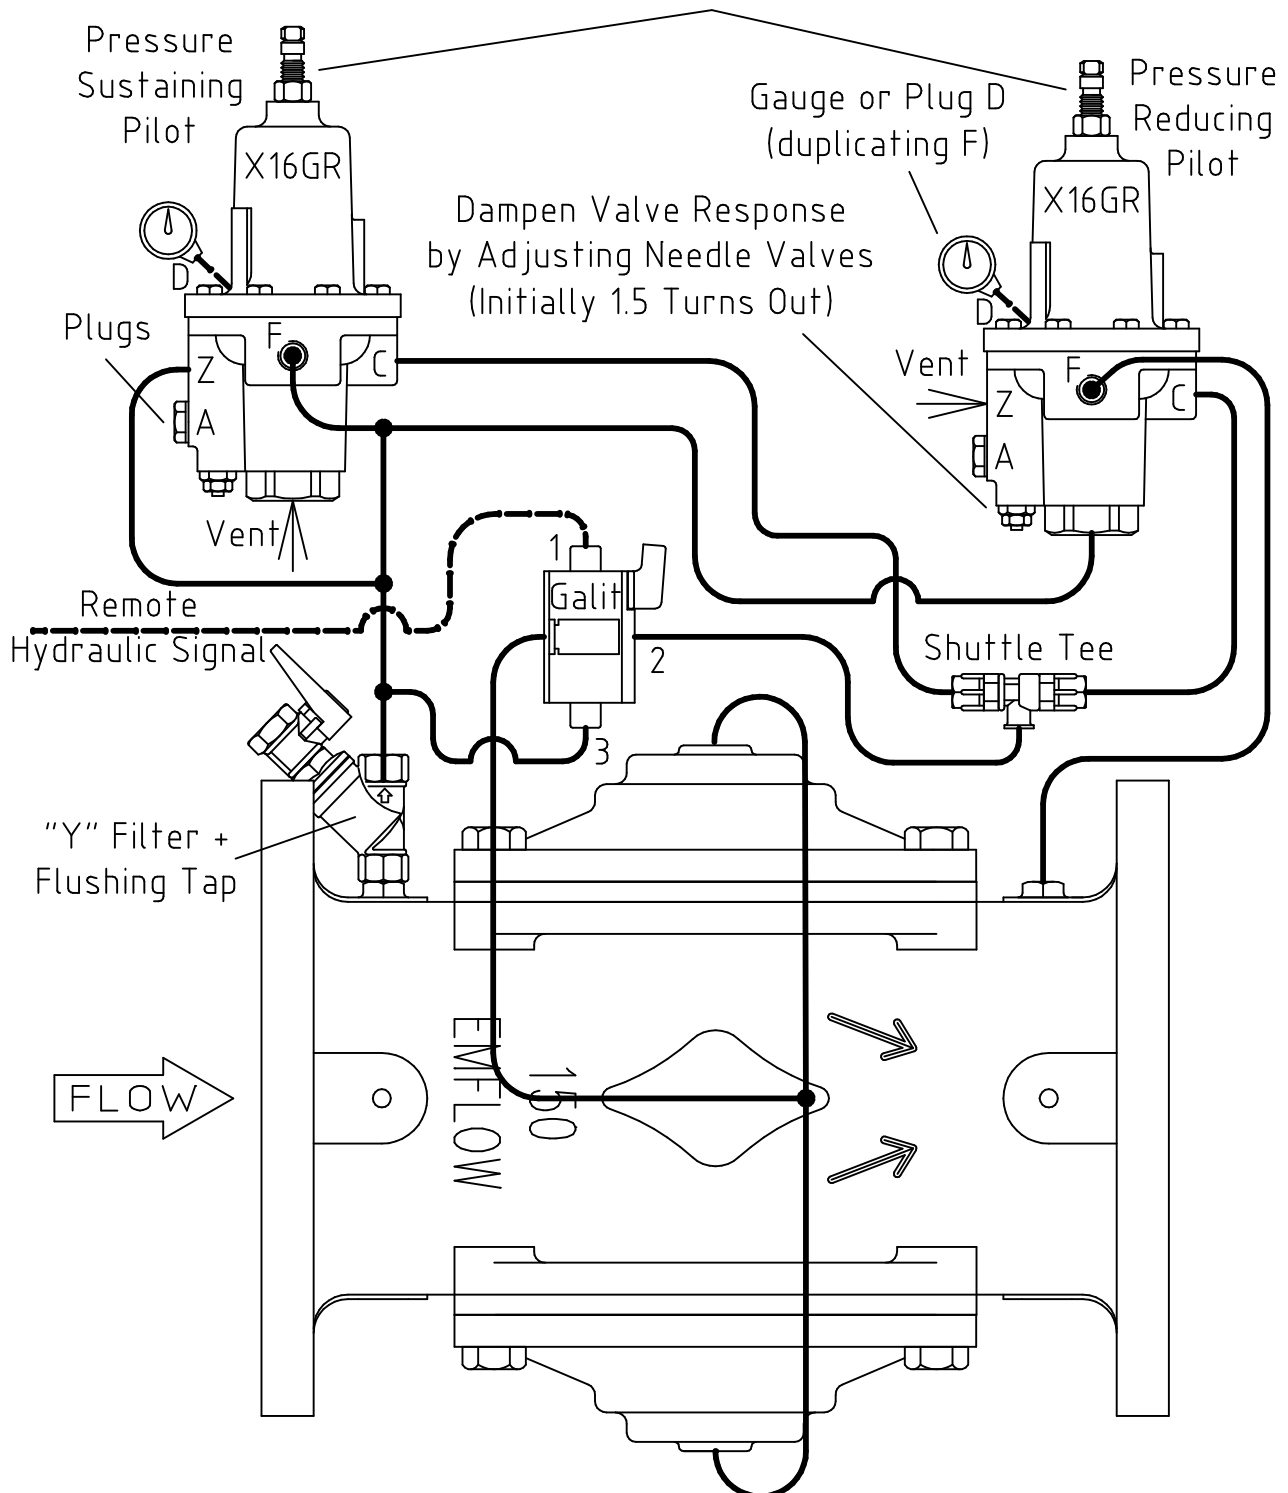 Pressure
Sustaining
Pilot
X16GR
Pressure
Reducing
Pilot
X16GR
Gauge or Plug D
(duplicating F)
Dampen Valve Response
by Adjusting Needle Valves
(Initially 1.5 Turns Out)
D
Plugs
F
Z
C
A
Vent
D
Vent
F
Z
C
A
1
Galit
2
3
Remote
Hydraulic Signal
Shuttle Tee
"Y" Filter +
Flushing Tap
FLOW
EMFLOW
150